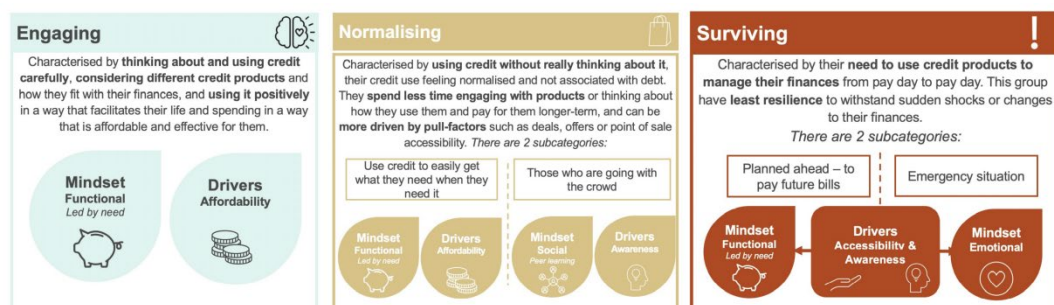 Engaging
Characterised by thinking about and using credit
carefully, considering different credit products and
how they fit with their finances, and using it positively
in a way that facilitates their life and spending in a way
that is affordable and effective for them.
Mindset
Functional
Led by need
Drivers
Affordability
Normalising
Characterised by using credit without really thinking about it,
their credit use feeling normalised and not associated with debt.
They spend less time engaging with products or thinking about
how they use them and pay for them longer-term, and can be
more driven by pull-factors such as deals, offers or point of sale
accessibility. There are 2 subcategories:
Use credit to easily get
what they need when they
need it
Those who are going with
the crowd
Mindset
Functional
Led by need
Drivers
Affordability
Mindset
Social
Peer learning
Drivers
Awareness
Surviving
Characterised by their need to use credit products to
manage their finances from pay day to pay day. This group
have least resilience to withstand sudden shocks or changes
to their finances.
There are 2 subcategories:
Planned ahead – to
pay future bills
Emergency situation
Mindset
Functional
Led by need
Drivers
Accessibility &
Awareness
Mindset
Emotional